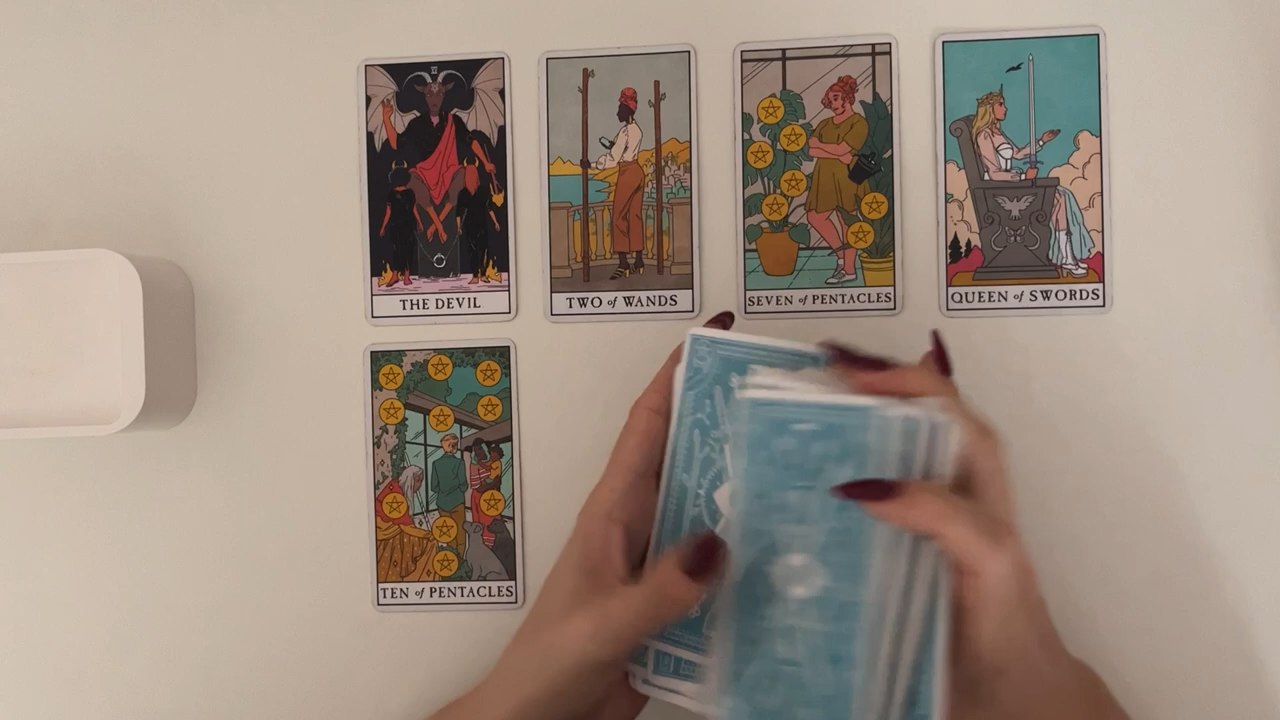 THE DEVIL
TWO of WANDS
SEVEN of PENTACLES
QUEEN of SWORDS
TEN of PENTACLES